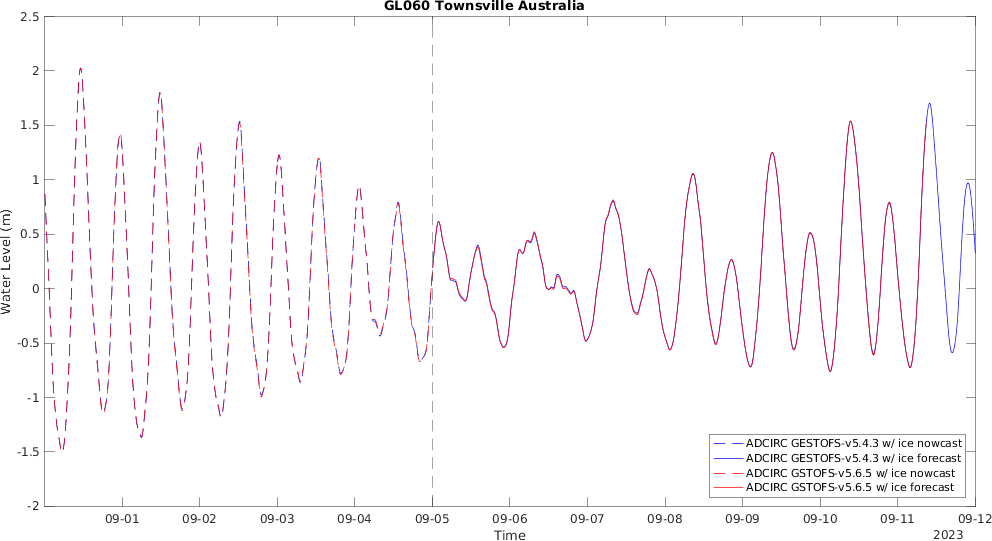 GL060 Townsville Australia
2.5
2
1.5
1
0.5
0
-0.5
-1
-1.5
-2
Water Level (m)
ADCIRC GESTOFS-v5.4.3 w/ ice nowcast
ADCIRC GESTOFS-v5.4.3 w/ ice forecast
ADCIRC GSTOFS-v5.6.5 w/ ice nowcast
ADCIRC GSTOFS-v5.6.5 w/ ice forecast
09-01 09-02 09-03 09-04 09-05 09-06 09-07 09-08 09-09 09-10 09-11 09-12
Time
2023